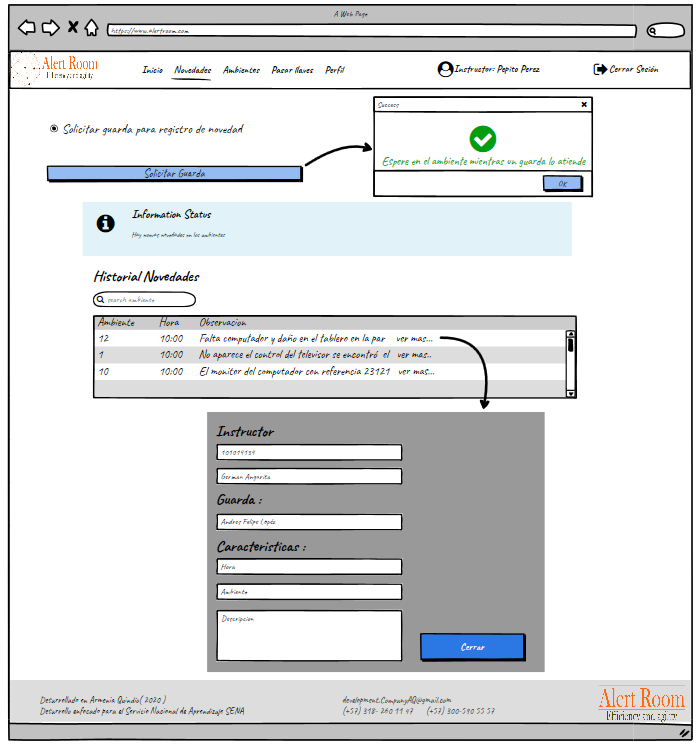 A Web Page
https://www.Alertroom.com
Alert Room
Efficiency and agility
Inicio Novedades Ambientes Pasar llaves Perfil
Instructor: Pepito Perez
Cerrar Sesión
Solicitar guarda para registro de novedad
Solicitar Guarda
Success
Espere en el ambiente mientras un guarda lo atiende
OK
Information Status
Hay nuevas novedades en los ambientes
Historial Novedades
search ambiente
Ambiente Hora Observacion
12 10:00 Falta computador y daño en el tablero en la par ver mas...
1 10:00 No aparece el control del televisor se encontró el ver mas..
10 10:00 El monitor del computador con referencia 23121 ver mas...
Instructor
German Angarita
Guarda :
Andres Felipe Lopéz
Caracteristicas :
Hora
Ambiente
Descripcion
Cerrar
Desarrollado en Armenia Quindío( 2020 )
Desarrollo enfocado para el Servicio Nacional de Aprendizaje SENA
development.CompanyAQ@gmail.com
(+57) 318- 260 11 97 (+57) 300-590 55 57
Alert Room
Efficiency and agility